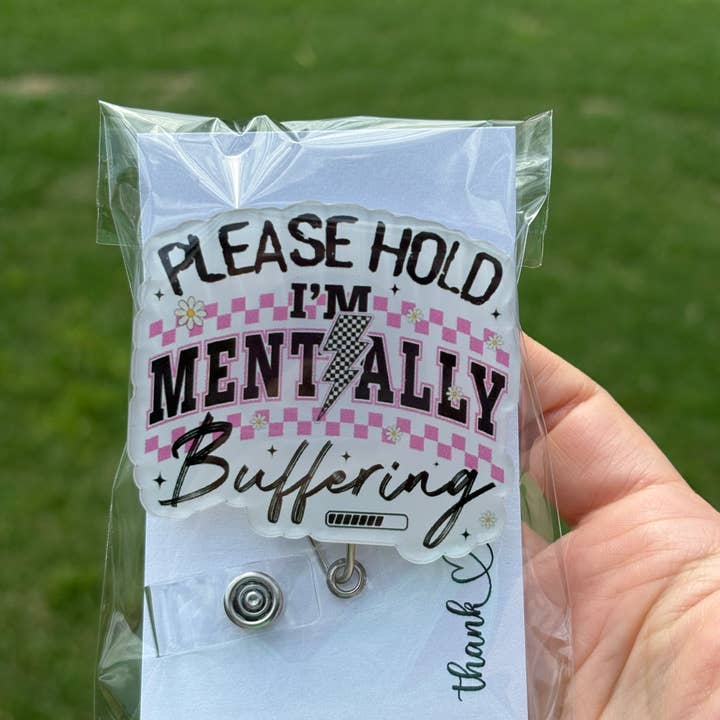 PLEASE HOLD
I'M
MENTALLY
Buffering
thank